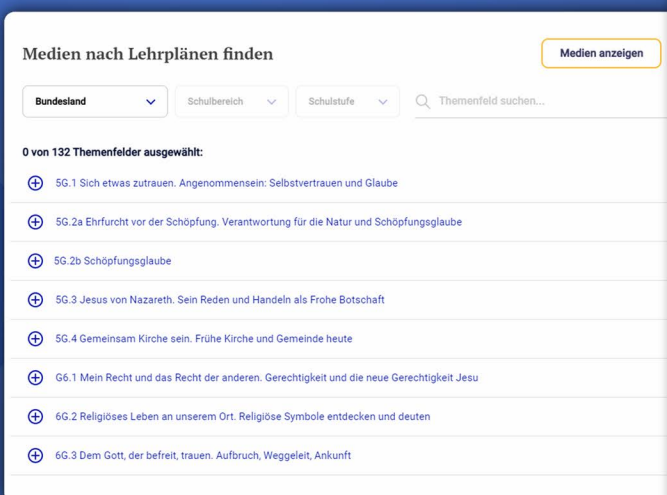 Medien nach Lehrplänen finden
Medien anzeigen
Bundesland
Schulbereich
Schulstufe
Themenfeld suchen...
0 von 132 Themenfelder ausgewählt:
5G.1 Sich etwas zutrauen. Angenommensein: Selbstvertrauen und Glaube
5G.2a Ehrfurcht vor der Schöpfung. Verantwortung für die Natur und Schöpfungsglaube
5G.2b Schöpfungsglaube
5G.3 Jesus von Nazareth. Sein Reden und Handeln als Frohe Botschaft
5G.4 Gemeinsam Kirche sein. Frühe Kirche und Gemeinde heute
G6.1 Mein Recht und das Recht der anderen. Gerechtigkeit und die neue Gerechtigkeit Jesu
6G.2 Religiöses Leben an unserem Ort. Religiöse Symbole entdecken und deuten
6G.3 Dem Gott, der befreit, trauen. Aufbruch, Weggeleit, Ankunft